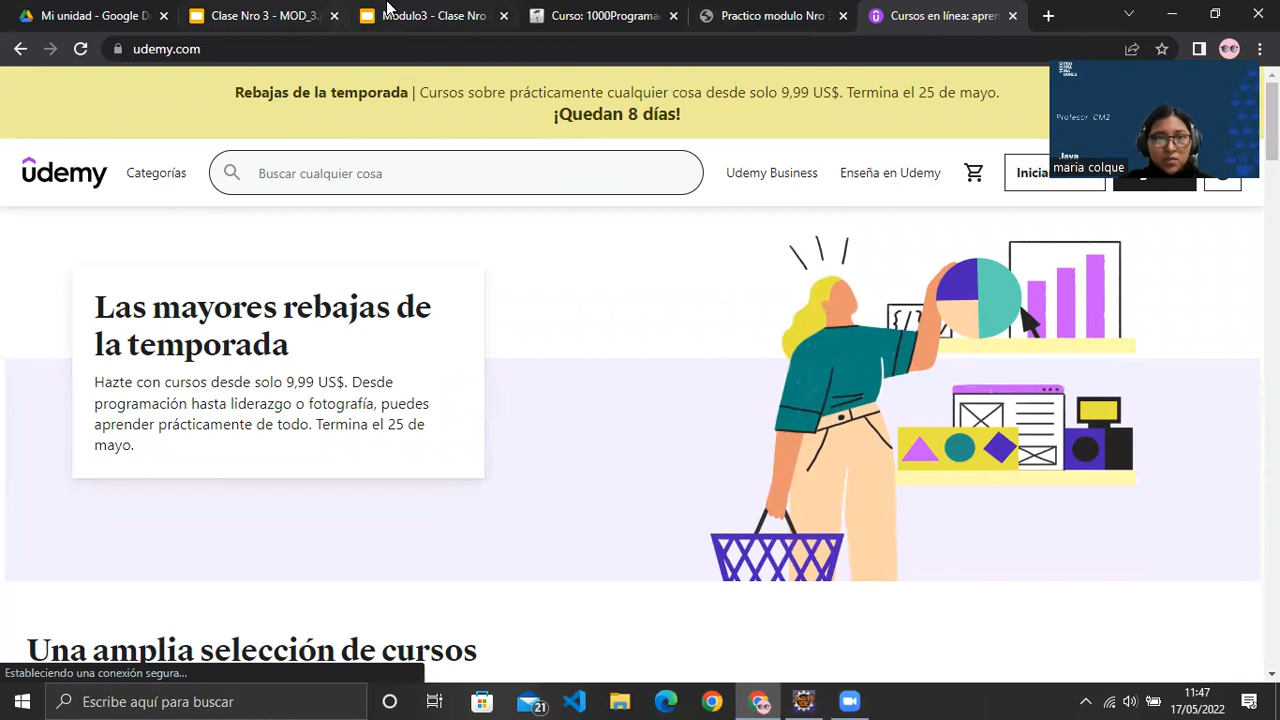 Mi unidad - Google D
Clase Nro 3 - MOD_3.
Modulo3 - Clase Nro
Curso: 1000Programa
Practico modulo Nro
Cursos en línea: apren
udemy.com
Rebajas de la temporada | Cursos sobre prácticamente cualquier cosa desde solo 9,99 US$. Termina el 25 de mayo.
¡Quedan 8 días!
Profesor CM2
Java
maria colque
ûdemy
Categorías
Buscar cualquier cosa
Udemy Business
Enseña en Udemy
Inicia
Las mayores rebajas de
la temporada
Hazte con cursos desde solo 9,99 US$. Desde
programación hasta liderazgo o fotografía, puedes
aprender prácticamente de todo. Termina el 25 de
mayo.
{/}
Una amplia selección de cursos
Estableciendo una conexión segura...
Escribe aquí para buscar
21
11:47
17/05/2022